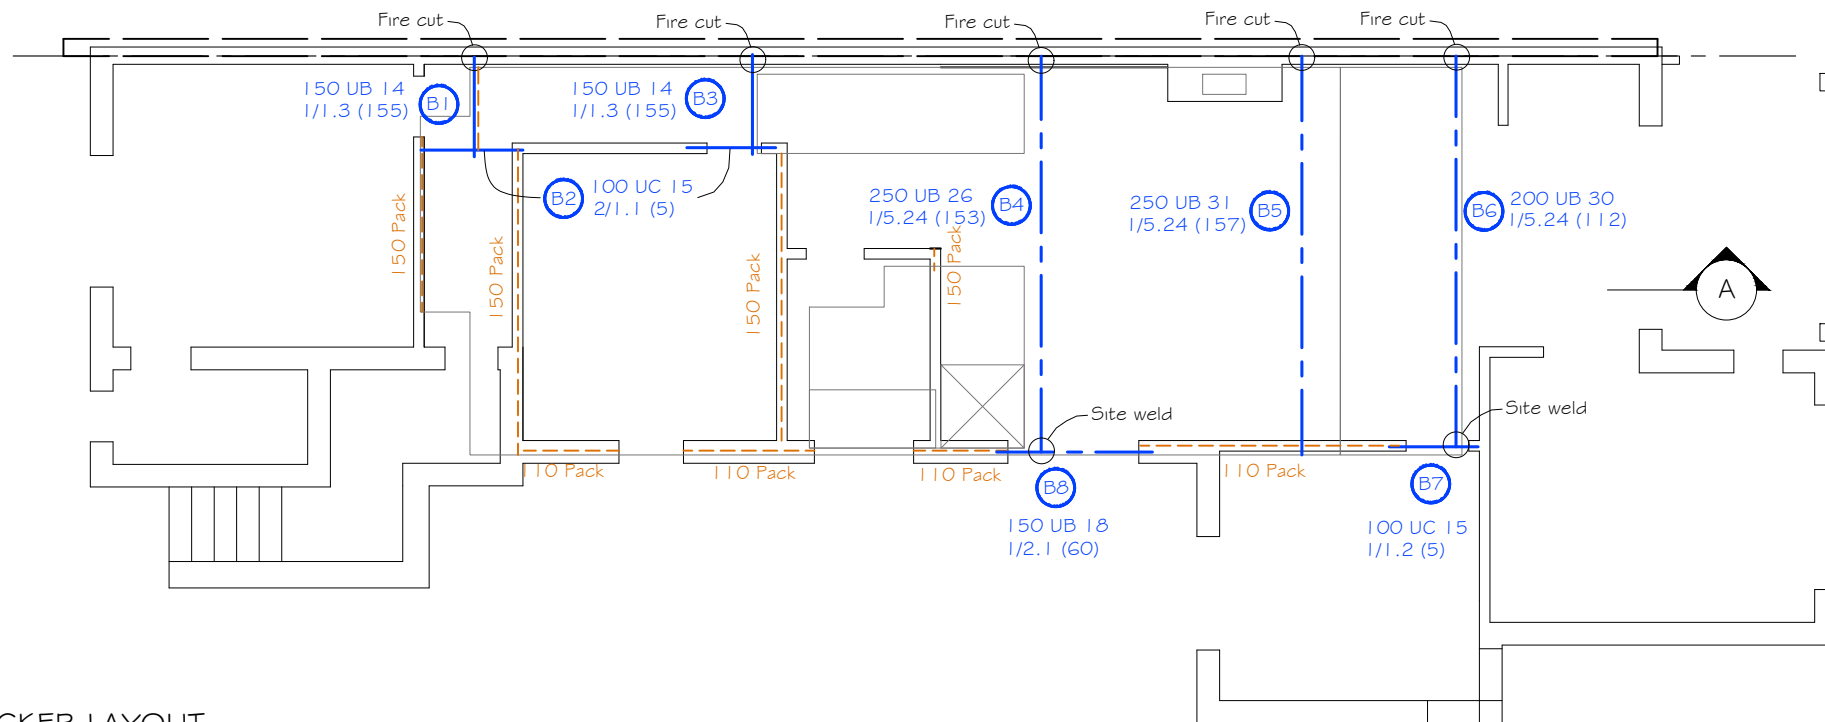 Fire cut
Fire cut
Fire cut
Fire cut
Fire cut
150 UB 14
1/1.3 (155)
B1
150 UB 14
1/1.3 (155)
B3
B2
100 UC 15
2/1.1 (5)
250 UB 26
1/5.24 (153)
B4
250 UB 31
1/5.24 (157)
B5
B6
200 UB 30
1/5.24 (112)
150 Pack
150 Pack
150 Pack
150 Pack
A
Site weld
Site weld
110 Pack
110 Pack
110 Pack
110 Pack
B8
150 UB 18
1/2.1 (60)
B7
100 UC 15
1/1.2 (5)
CKER LAYOUT